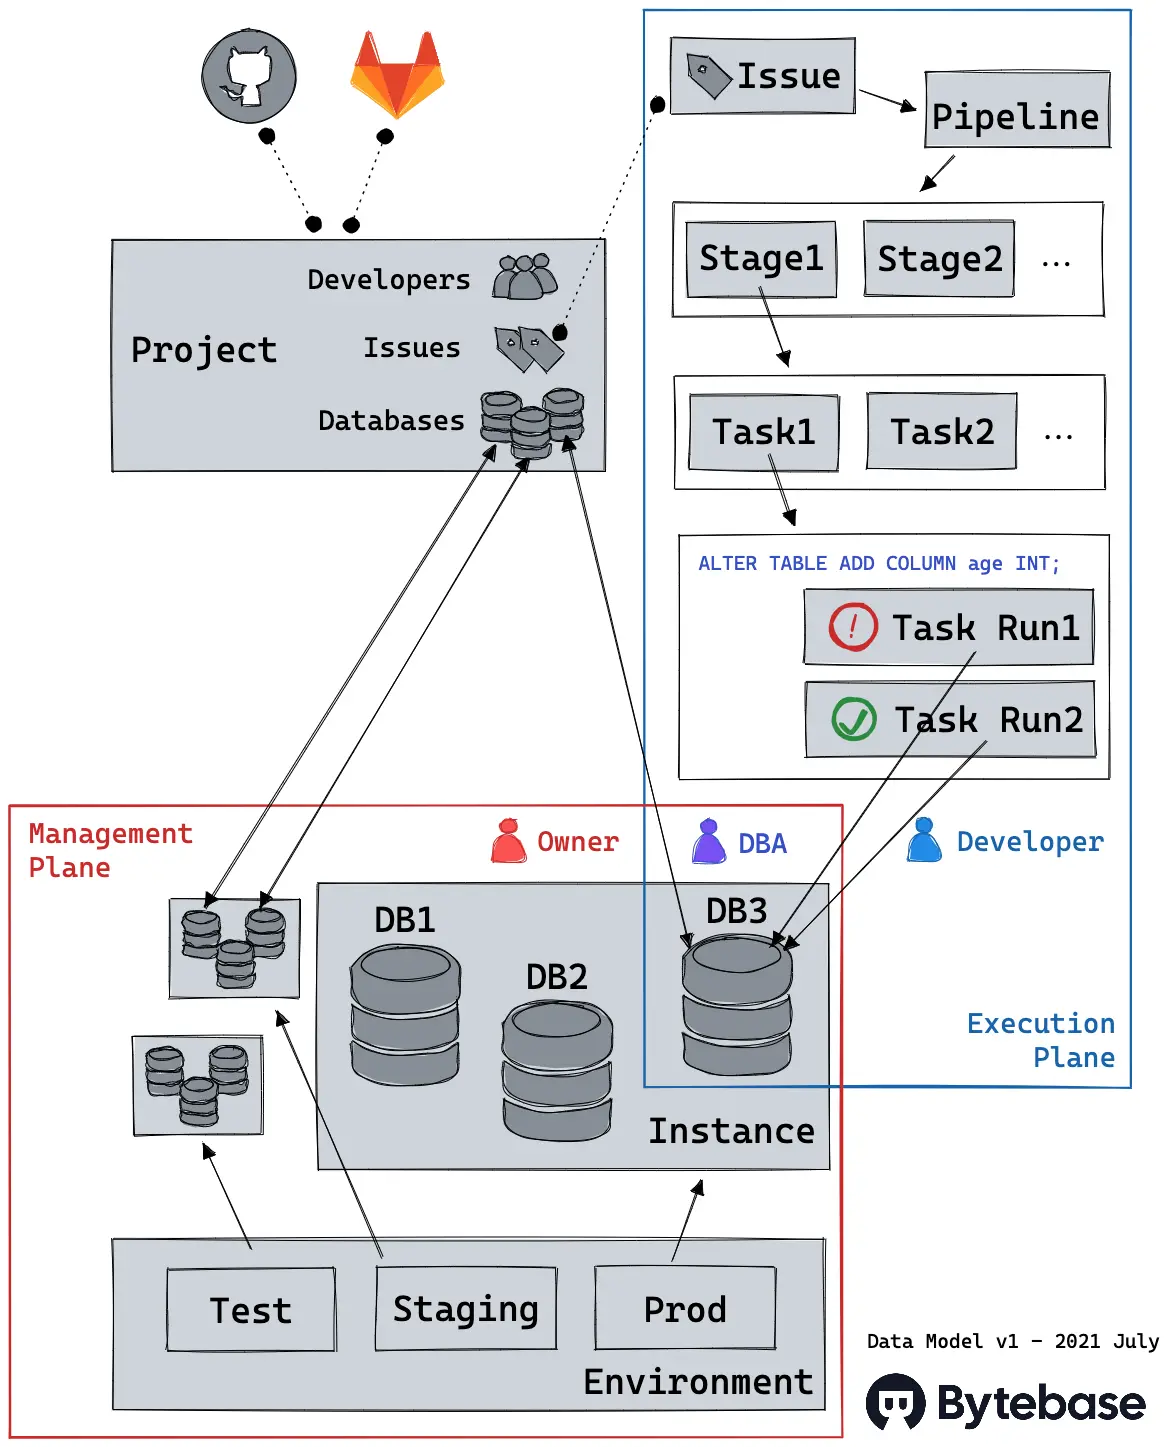 Issue
Pipeline
Stage1
Stage2
...
Developers
Project
Issues
Databases
Task1
Task2
...
ALTER TABLE ADD COLUMN age INT;
! Task Run1
Task Run2
Management
Plane
Owner
DBA
Developer
DB1
DB2
DB3
Execution
Plane
Instance
Test
Staging
Prod
Environment
Data Model v1 - 2021 July
Bytebase